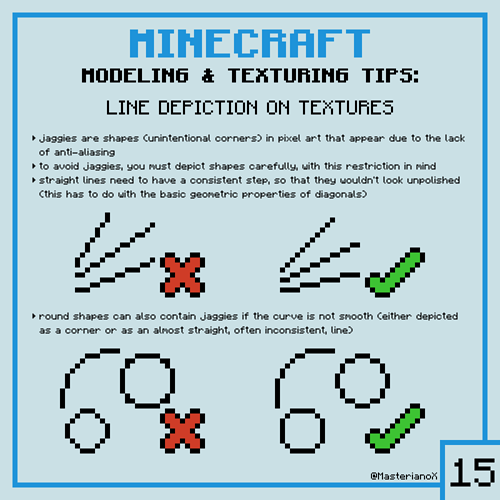 MINECRAFT
MODELING & TEXTURING TIPS:
LINE DEPICTION ON TEXTURES
jaggies are shapes (unintentional corners) in pixel art that appear due to the lack
of anti-aliasing
to avoid jaggies, you must depict shapes carefully, with this restriction in mind
straight lines need to have a consistent step, so that they wouldn't look unpolished
(this has to do with the basic geometric properties of diagonals)
round shapes can also contain jaggies if the curve is not smooth (either depicted
as a corner or as an almost straight, often inconsistent, line)
@MasterianoX
15